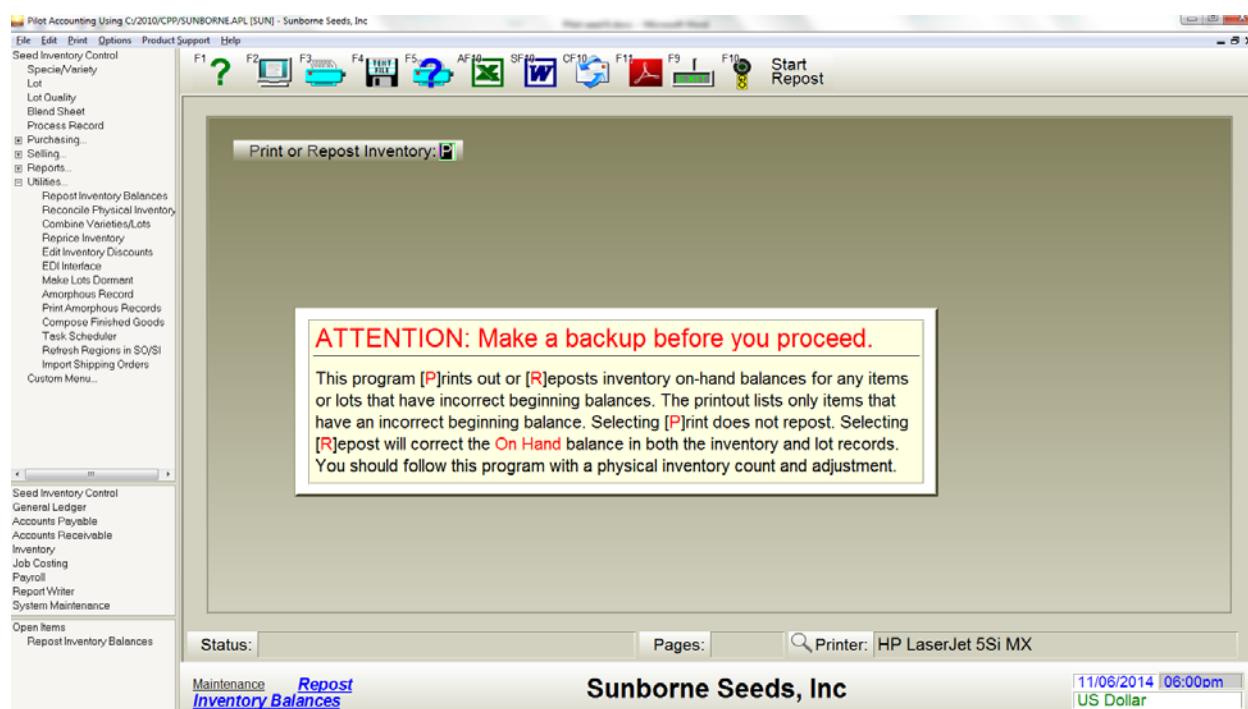 Pilot Accounting Using C:/2010/CPP/SUNBORNE.APL [SUN] - Sunborne Seeds, Inc
File Edit Print Options Product Support Help
F1 F2 F3 F4 F5 AF10 SF10 CF10 F11 F9 F10 Start
Repost
TEXT
FILE
Seed Inventory Control
Specie/Variety
Lot
Lot Quality
Blend Sheet
Process Record
Purchasing...
Selling...
Reports...
Utilities...
Repost Inventory Balances
Reconcile Physical Inventory
Combine Varieties/Lots
Reprice Inventory
Edit Inventory Discounts
EDI Interface
Make Lots Dormant
Amorphous Record
Print Amorphous Records
Compose Finished Goods
Task Scheduler
Refresh Regions in SO/SI
Import Shipping Orders
Custom Menu...
Seed Inventory Control
General Ledger
Accounts Payable
Accounts Receivable
Inventory
Job Costing
Payroll
Report Writer
System Maintenance
Open Items
Repost Inventory Balances
Print or Repost Inventory: P
ATTENTION: Make a backup before you proceed.
This program [P]rints out or [R]eposts inventory on-hand balances for any items
or lots that have incorrect beginning balances. The printout lists only items that
have an incorrect beginning balance. Selecting [P]rint does not repost. Selecting
[R]epost will correct the On Hand balance in both the inventory and lot records.
You should follow this program with a physical inventory count and adjustment.
Status:
Pages:
Printer: HP LaserJet 5Si MX
Maintenance Repost
Inventory Balances
Sunborne Seeds, Inc
11/06/2014 06:00pm
US Dollar